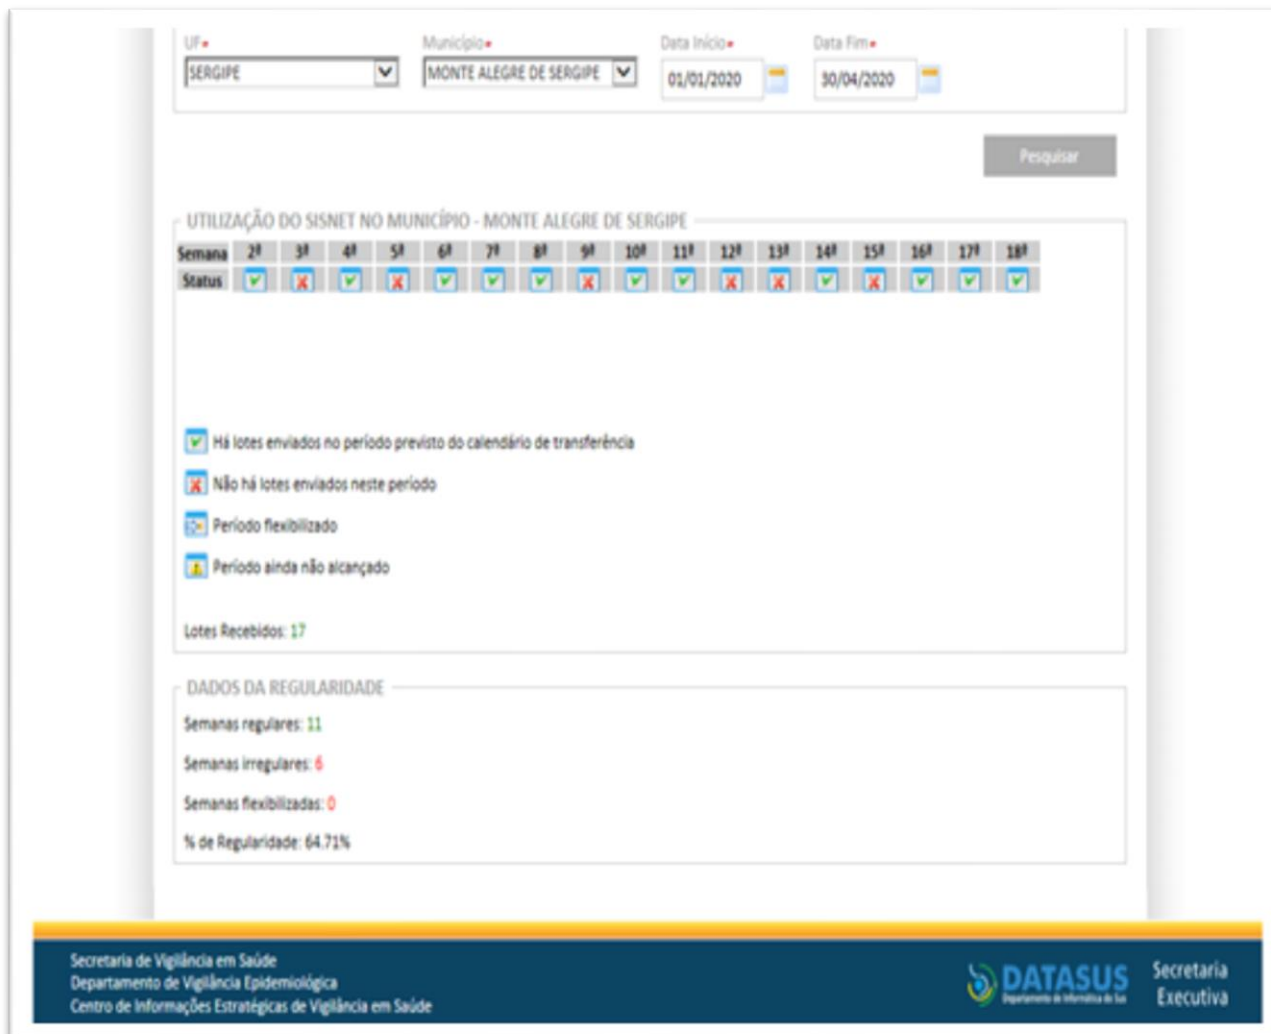 UF*
Município*
Data Início*
Data Fim*
SERGIPE
MONTE ALEGRE DE SERGIPE
01/01/2020
30/04/2020
Pesquisar
UTILIZAÇÃO DO SISNET NO MUNICÍPIO - MONTE ALEGRE DE SERGIPE
Semana 2ª 3ª 4ª 5ª 6ª 7ª 8ª 9ª 10ª 11ª 12ª 13ª 14ª 15ª 16ª 17ª 18ª
Status
Há lotes enviados no período previsto do calendário de transferência
Não há lotes enviados neste período
Período flexibilizado
Período ainda não alcançado
Lotes Recebidos: 17
DADOS DA REGULARIDADE
Semanas regulares: 11
Semanas irregulares: 6
Semanas flexibilizadas: 0
% de Regularidade: 64.71%
Secretaria de Vigilância em Saúde
Departamento de Vigilância Epidemiológica
Centro de Informações Estratégicas de Vigilância em Saúde
DATASUS
Departamento de Informática do Sus
Secretaria
Executiva